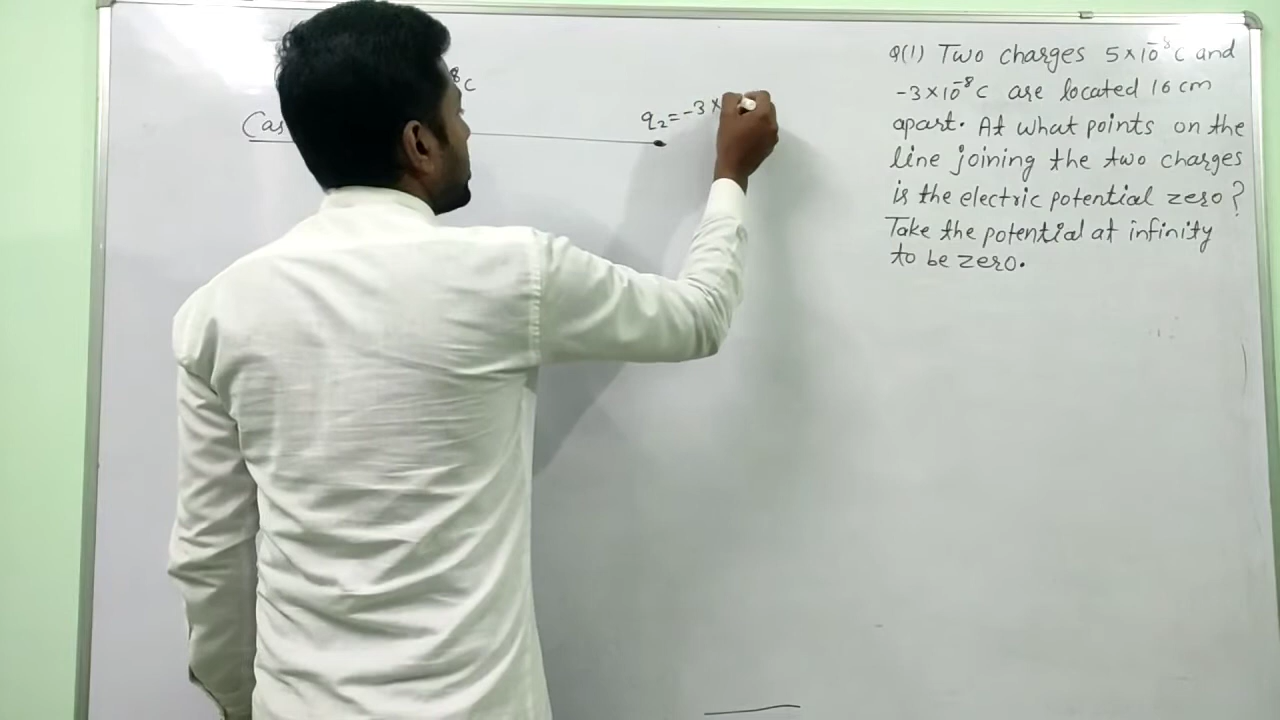 Cas
8C
q₂=-3×
Q(1) Two charges 5×10⁻⁸C and
-3×10⁻⁸C are located 16 cm
apart. At what points on the
line joining the two charges
is the electric potential zero?
Take the potential at infinity
to be zero.